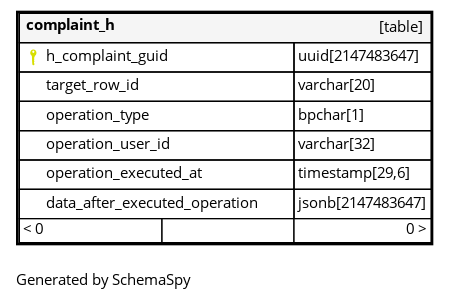 complaint_h [table]
h_complaint_guid uuid[2147483647]
target_row_id varchar[20]
operation_type bpchar[1]
operation_user_id varchar[32]
operation_executed_at timestamp[29,6]
data_after_executed_operation jsonb[2147483647]
< 0 0 >
Generated by SchemaSpy